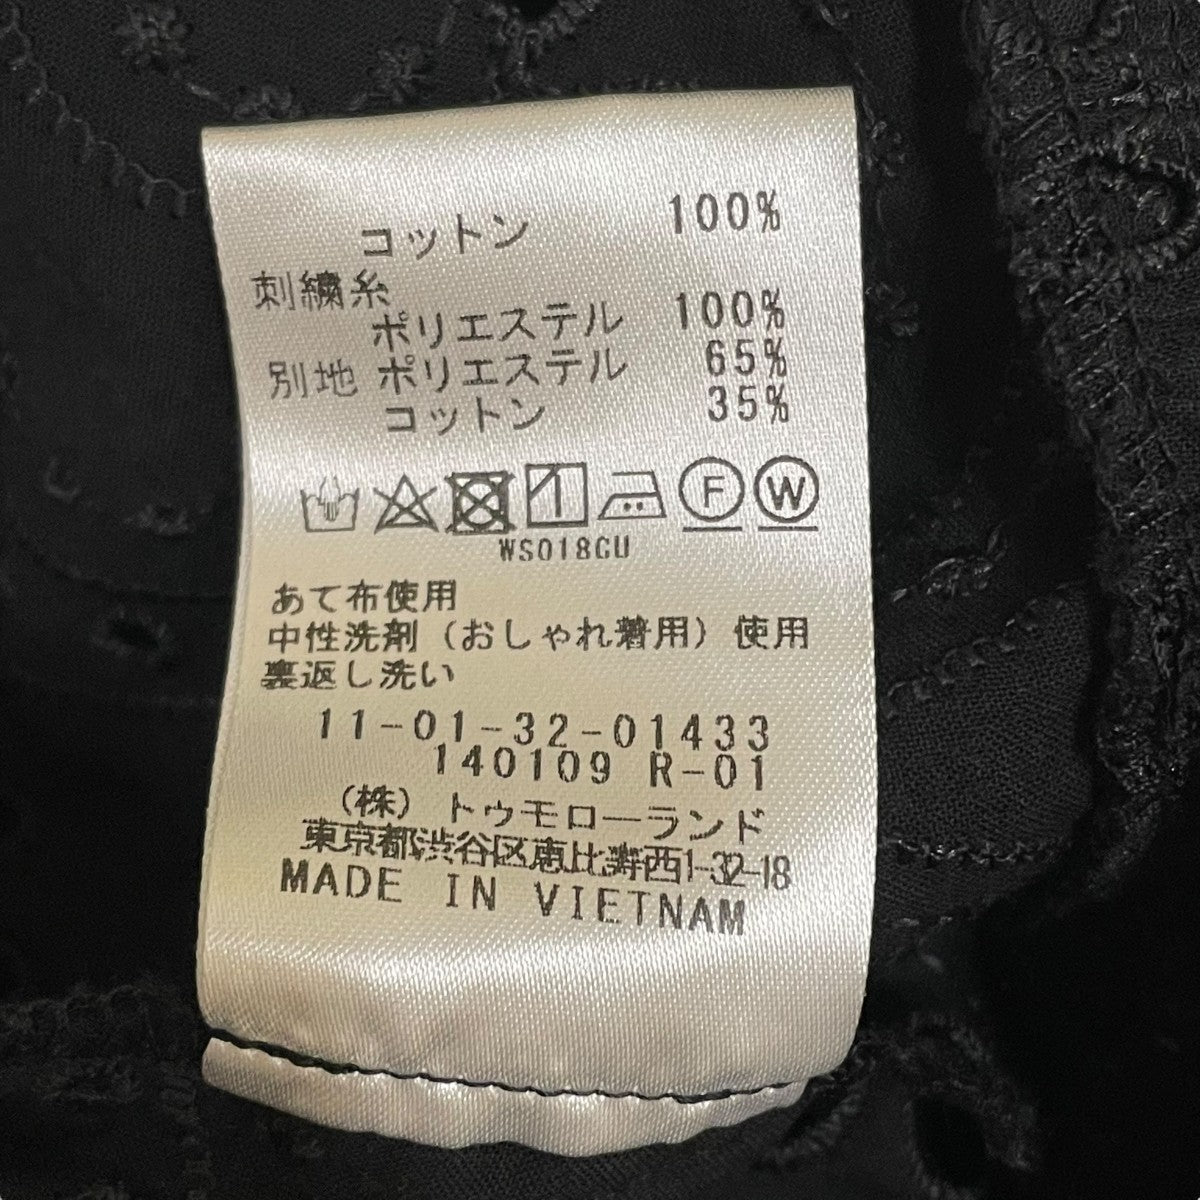 コットン 100%
刺繍糸
ポリエステル 100%
別地 ポリエステル 65%
コットン 35%
F W
WS018GU
あて布使用
中性洗剤(おしゃれ着用)使用
裏返し洗い
11-01-32-01433
140109 R-01
(株)トゥモローランド
東京都渋谷区恵比寿西1-32-18
MADE IN VIETNAM